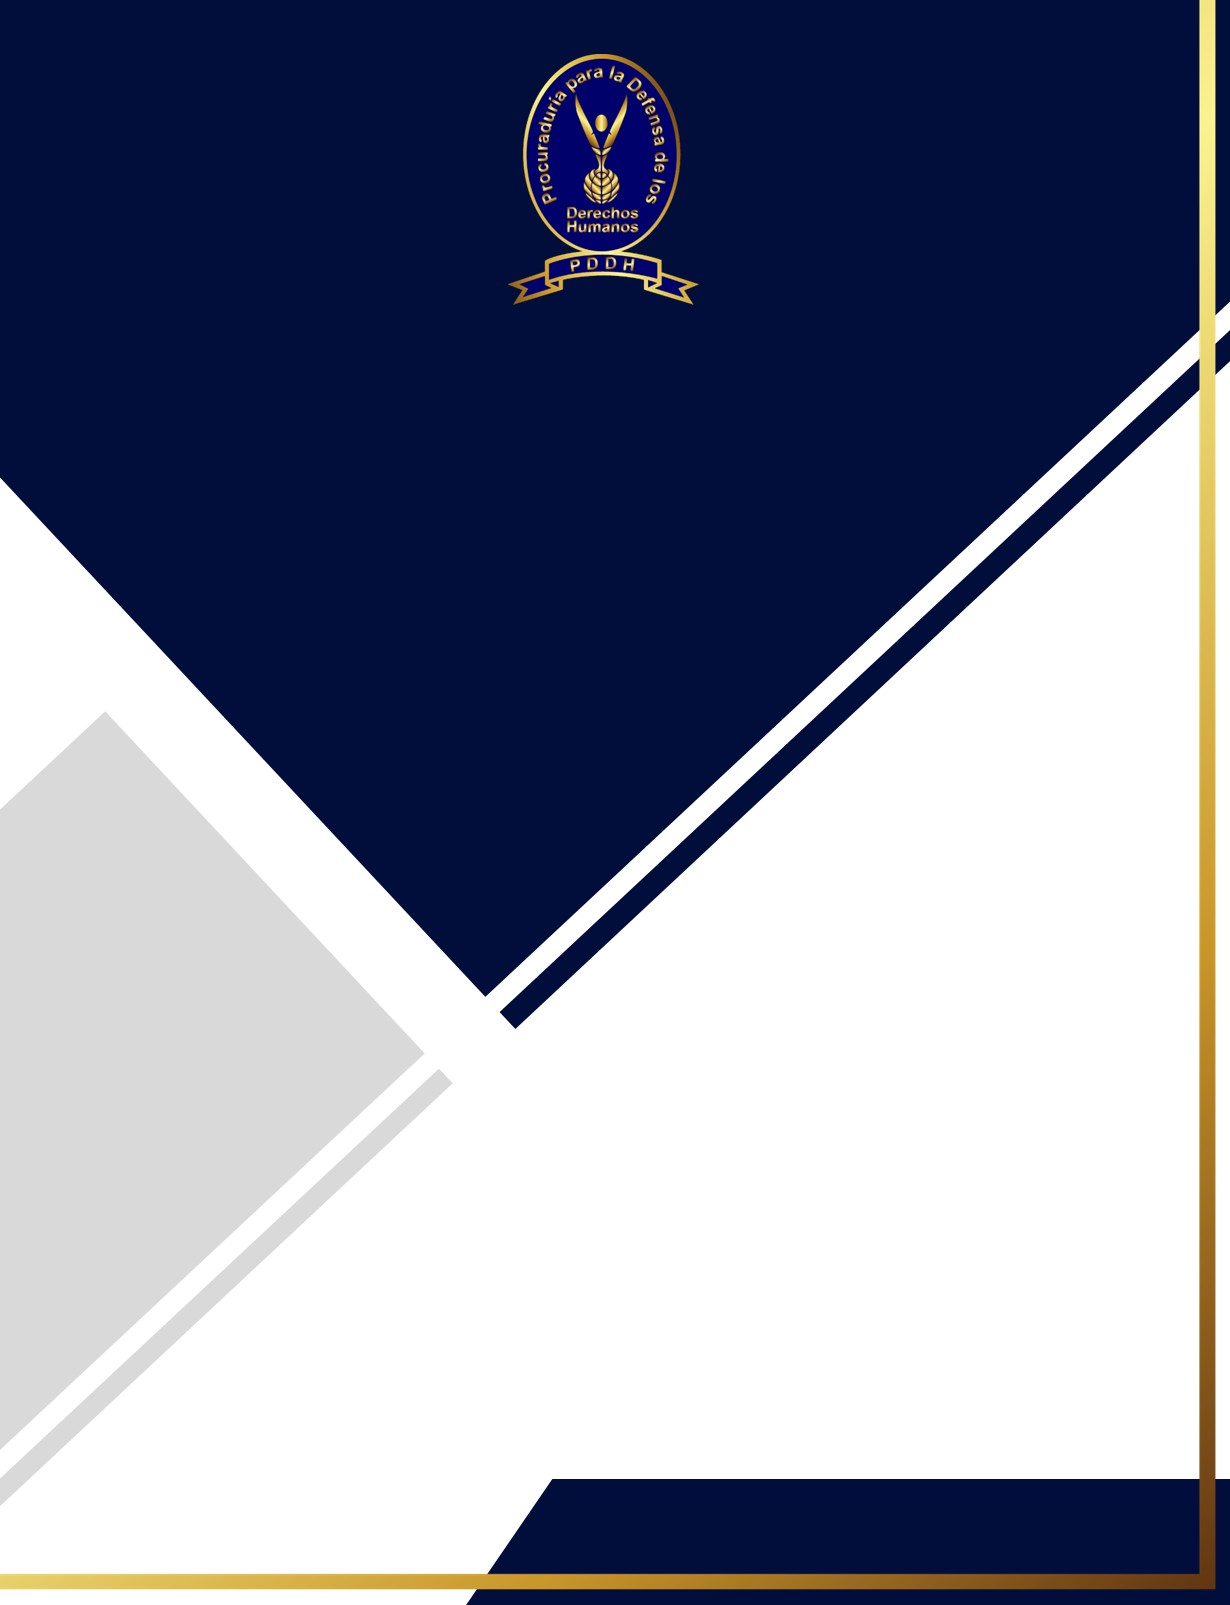 Procuraduría para la Defensa de los
Derechos
Humanos
PDDH